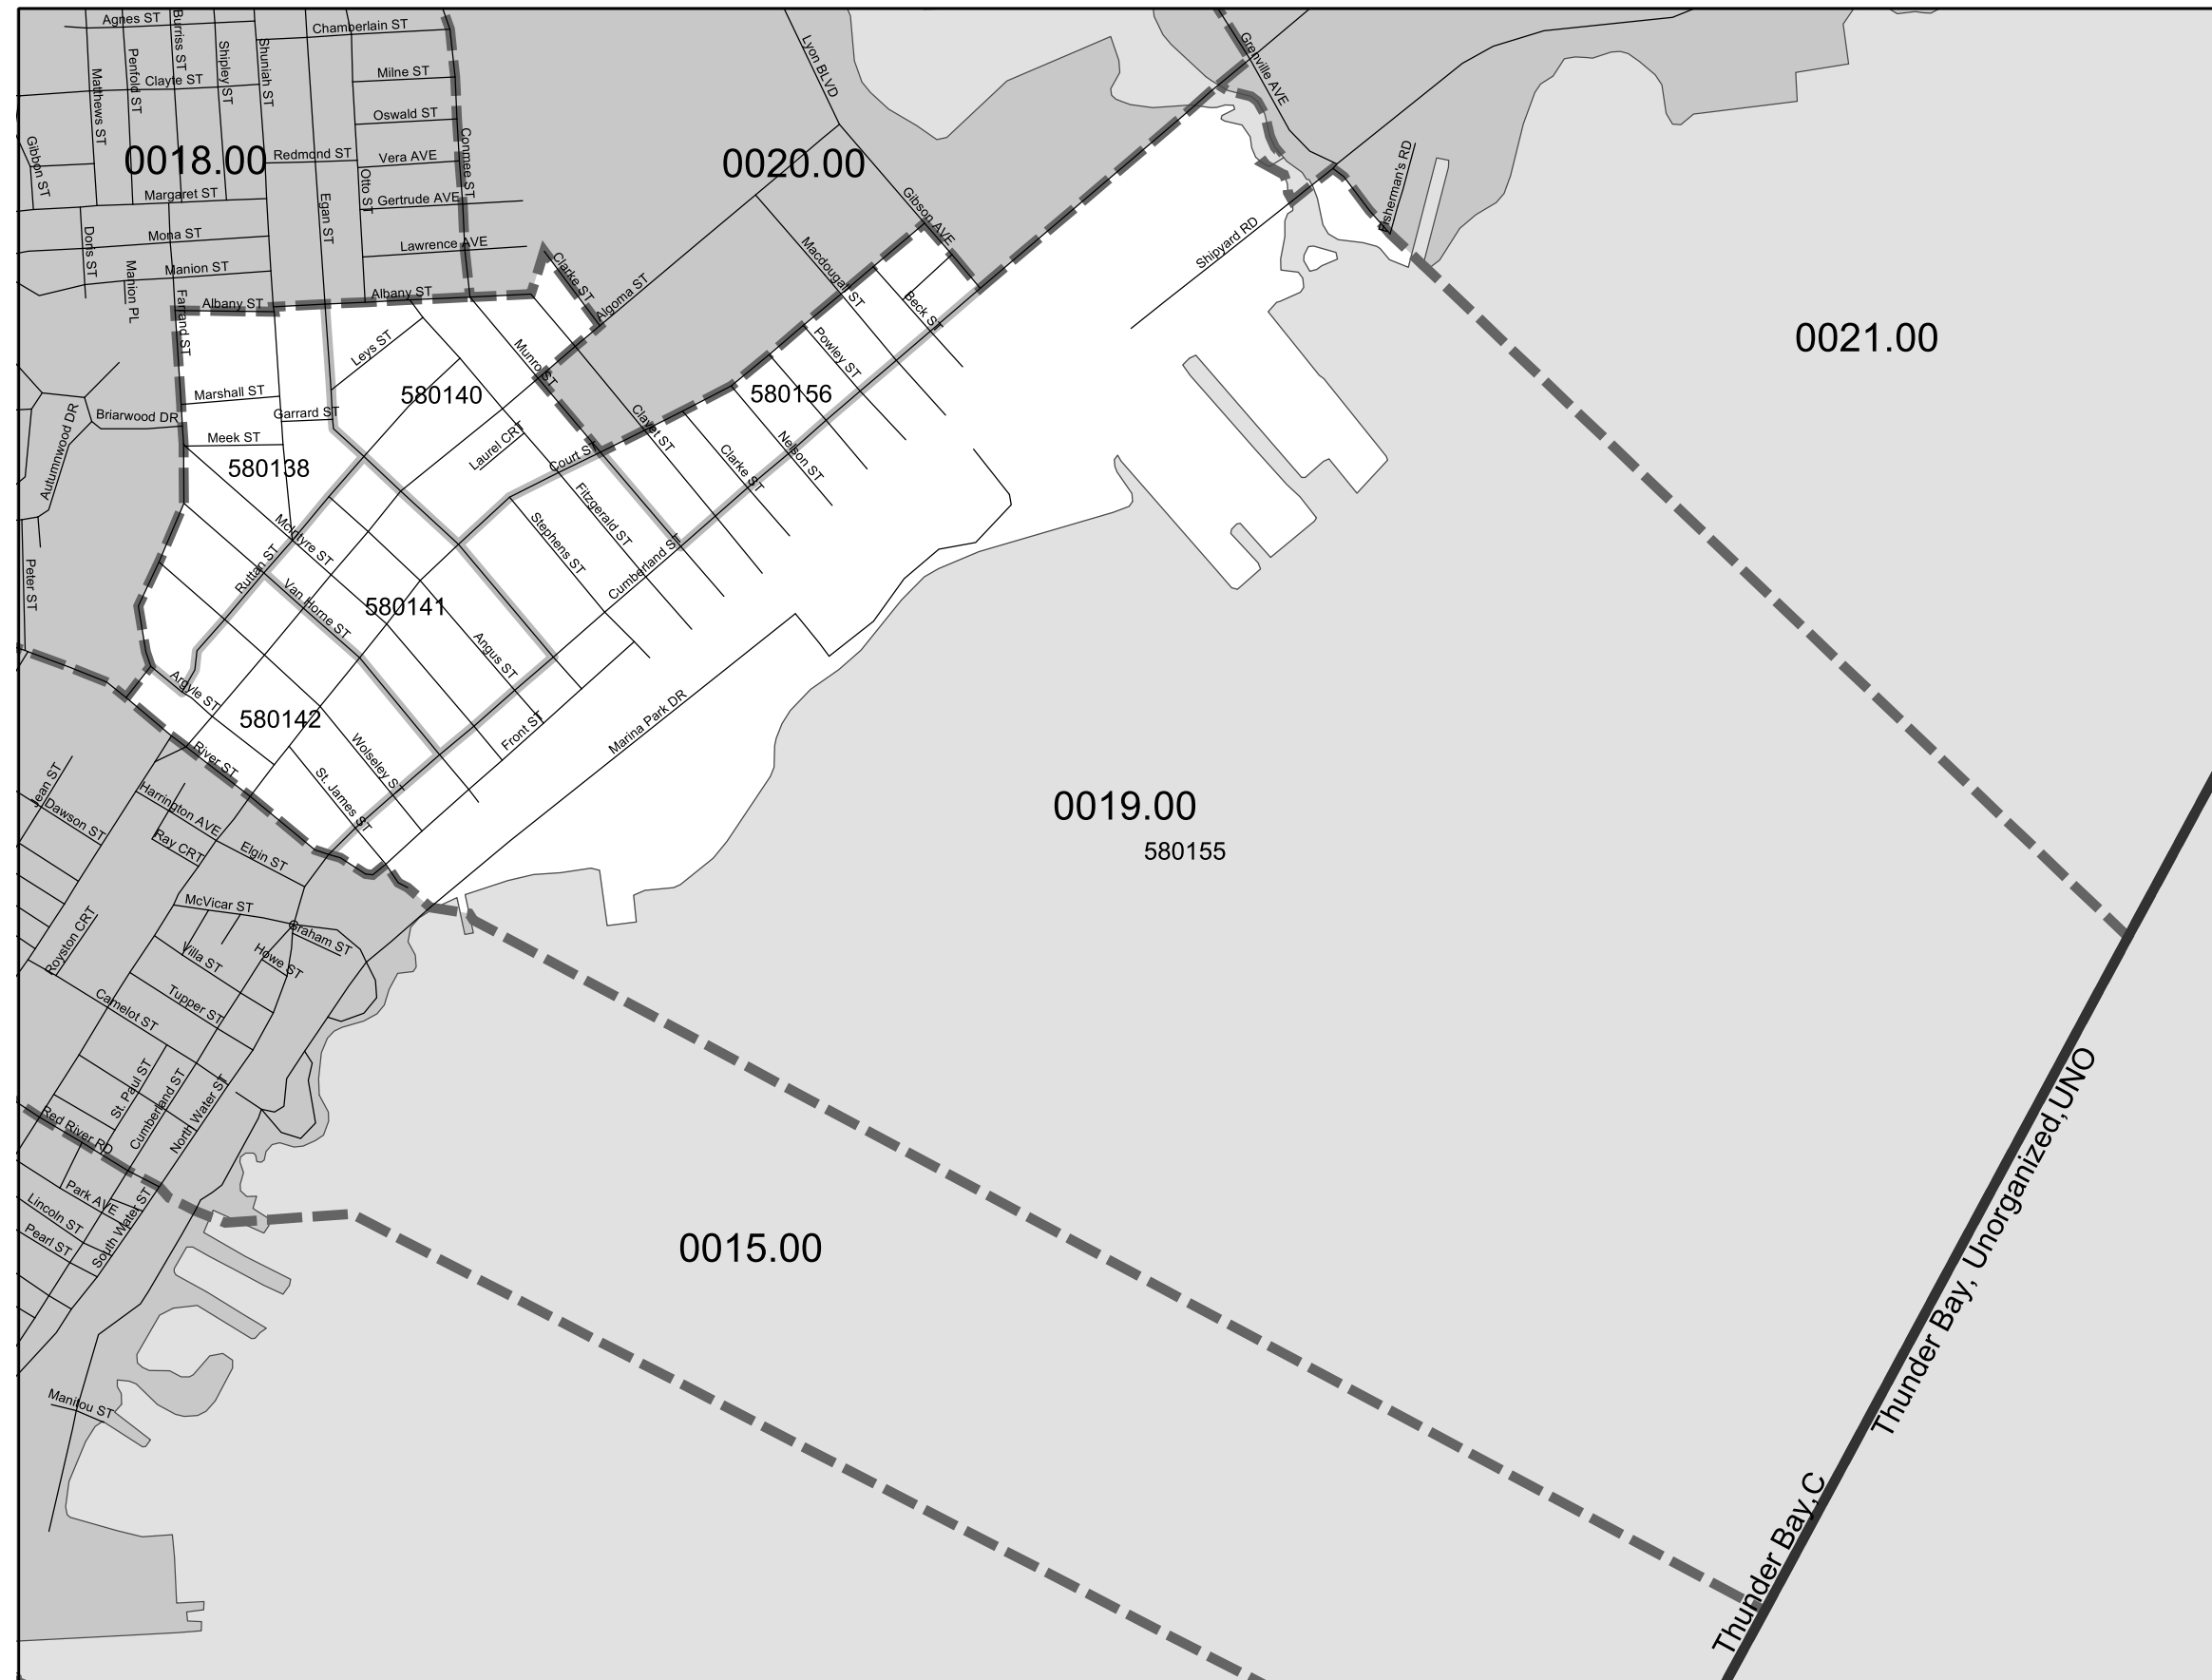 Agnes ST
Burriss ST
Chamberlain ST
Lyon BLVD
Grenville AVE
Matthews ST
Penfold ST
Clayte ST
Shipley ST
Shuniah ST
Milne ST
Oswald ST
Gibbon ST
0018.00
Redmond ST
Vera AVE
Conmee ST
0020.00
Fisherman's RD
Margaret ST
Otto ST
Gertrude AVE
Egan ST
Gibson AVE
Doris ST
Mona ST
Lawrence AVE
Shipyard RD
Manion ST
Manion PL
Clarke ST
Macdougall ST
Farrand ST
Albany ST
Albany ST
Algoma ST
Beck ST
0021.00
Leys ST
Munro ST
Powley ST
Marshall ST
580140
580156
Briarwood DR
Garrard ST
Autumnwood DR
Meek ST
Laurel CRT
Clavet ST
580138
Court ST
Clarke ST
Nelson ST
McIntyre ST
Stephens ST
Fitzgerald ST
Peter ST
Ruttan ST
Van Horne ST
580141
Cumberland ST
Angus ST
Argyle ST
580142
Front ST
Marina Park DR
River ST
Wolseley ST
St. James ST
Jean ST
Dawson ST
Harrington AVE
0019.00
Ray CRT
Elgin ST
580155
McVicar ST
Royston CRT
Graham ST
Villa ST
Howe ST
Camelot ST
Tupper ST
St. Paul ST
Cumberland ST
North Water ST
Red River RD
Park AVE
Lincoln ST
Pearl ST
South Water ST
0015.00
Thunder Bay, Unorganized, UNO
Manitou ST
Thunder Bay, C